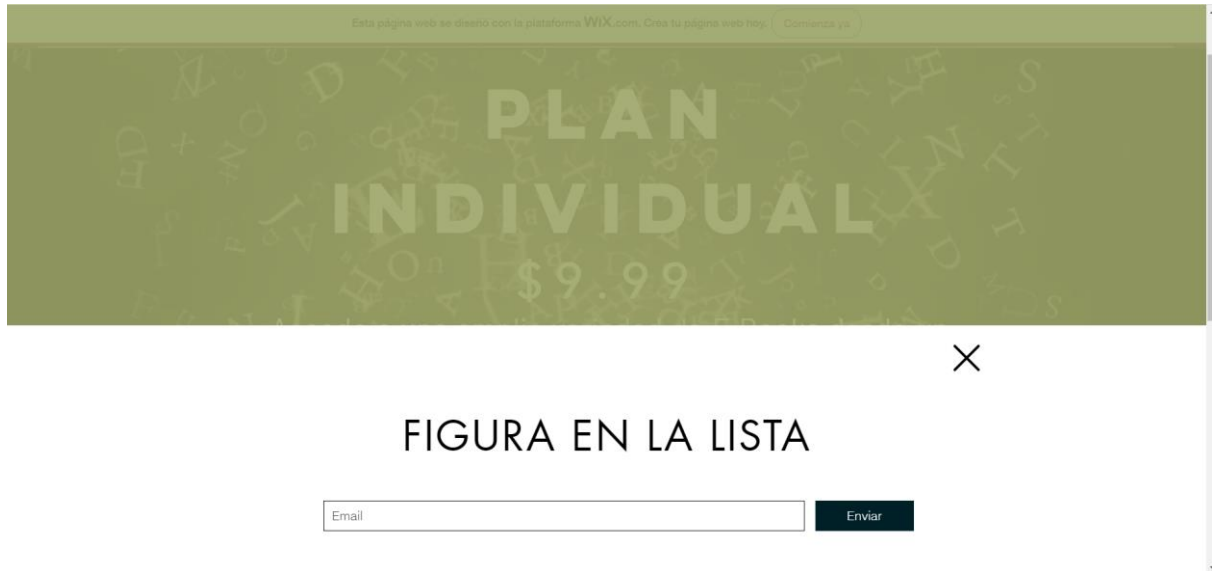 Esta página web se diseñó con la plataforma WIX.com. Crea tu página web hoy. Comienza ya
PLAN
INDIVIDUAL
$9.99
FIGURA EN LA LISTA
Email Enviar